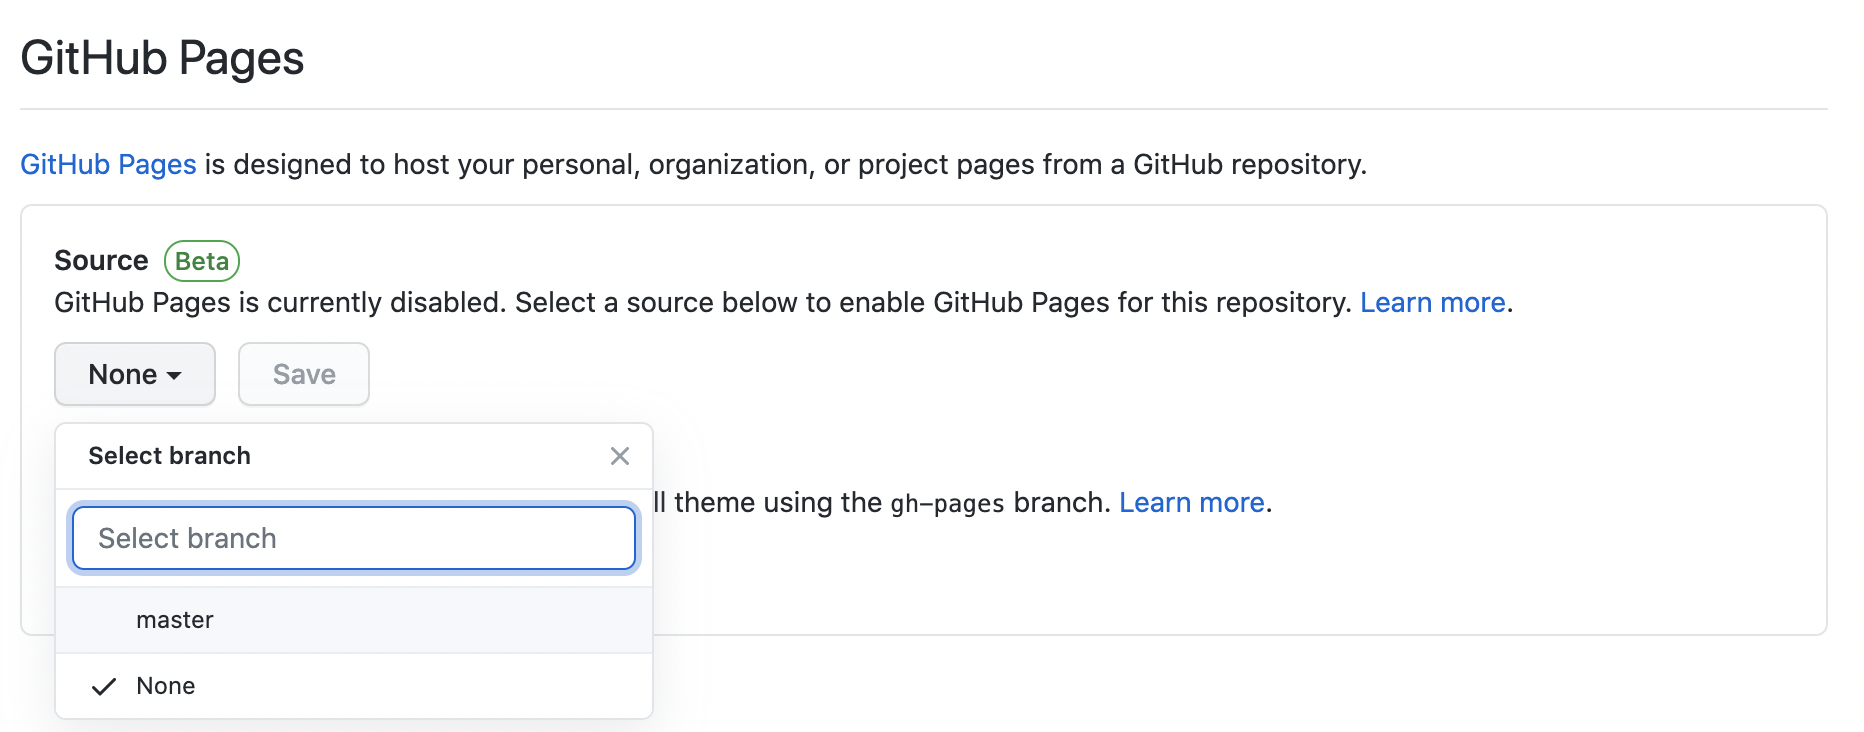 GitHub Pages
GitHub Pages is designed to host your personal, organization, or project pages from a GitHub repository.
Source Beta
GitHub Pages is currently disabled. Select a source below to enable GitHub Pages for this repository. Learn more.
None Save
Select branch
ll theme using the gh-pages branch. Learn more.
Select branch
master
None